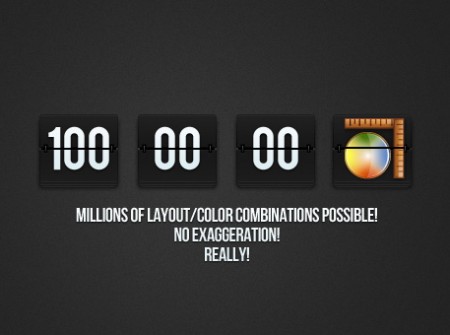 100 00 00
MILLIONS OF LAYOUT/COLOR COMBINATIONS POSSIBLE!
NO EXAGGERATION!
REALLY!